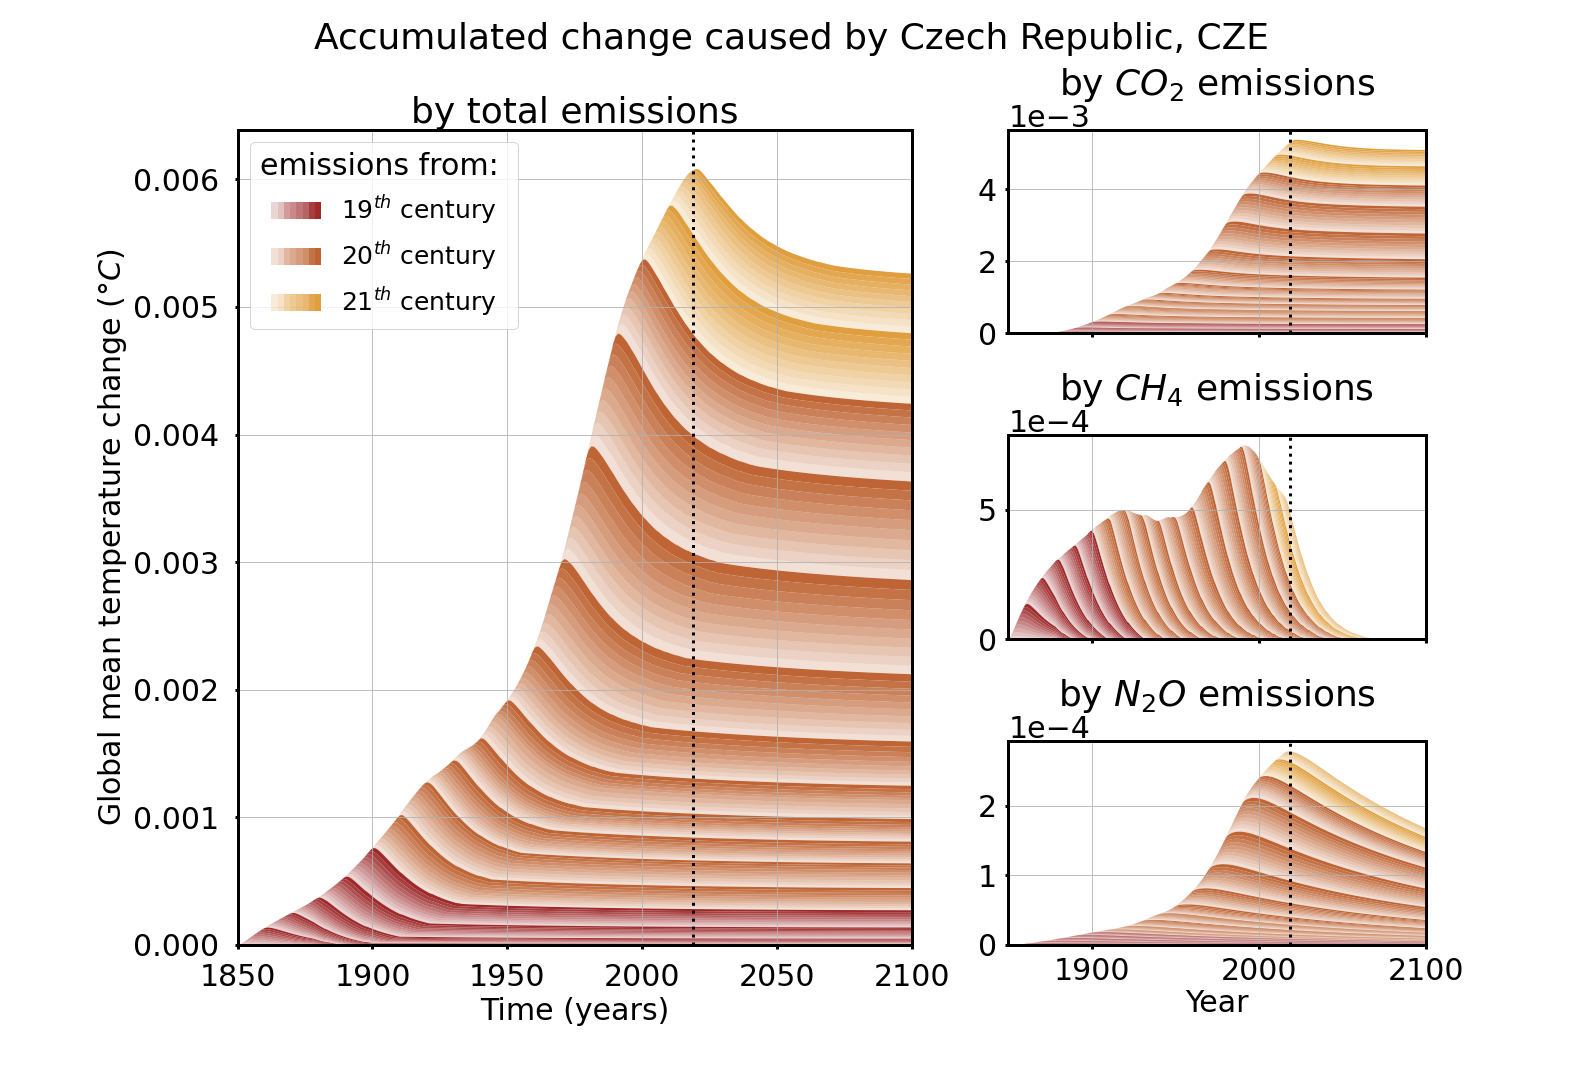 Accumulated change caused by Czech Republic, CZE
by total emissions
Global mean temperature change (°C)
0.006
0.005
0.004
0.003
0.002
0.001
0.000
emissions from:
19th century
20th century
21th century
1850 1900 1950 2000 2050 2100
Time (years)
by CO2 emissions
1e−3
4
2
0
by CH4 emissions
1e−4
5
0
by N2O emissions
1e−4
2
1
0
1900 2000 2100
Year